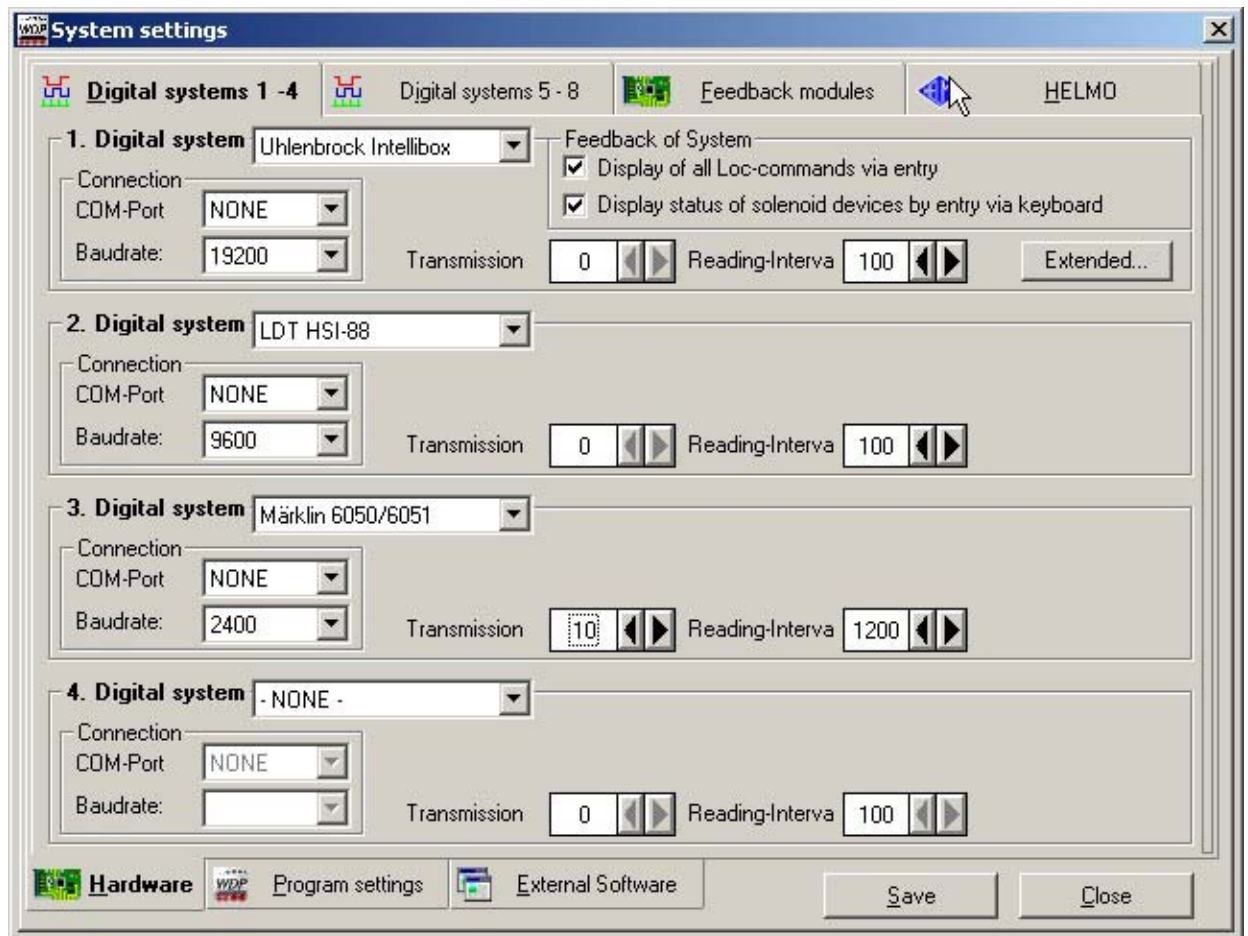 WDP System settings
Digital systems 1 -4 Digital systems 5 - 8 Feedback modules HELMO
1. Digital system Uhlenbrock Intellibox Feedback of System
Display of all Loc-commands via entry
Connection
COM-Port NONE Display status of solenoid devices by entry via keyboard
Baudrate: 19200 Transmission 0 Reading-Interva 100 Extended...
2. Digital system LDT HSI-88
Connection
COM-Port NONE
Baudrate: 9600 Transmission 0 Reading-Interva 100
3. Digital system Märklin 6050/6051
Connection
COM-Port NONE
Baudrate: 2400 Transmission 10 Reading-Interva 1200
4. Digital system - NONE -
Connection
COM-Port NONE
Baudrate: Transmission 0 Reading-Interva 100
Hardware WDP Program settings External Software Save Close